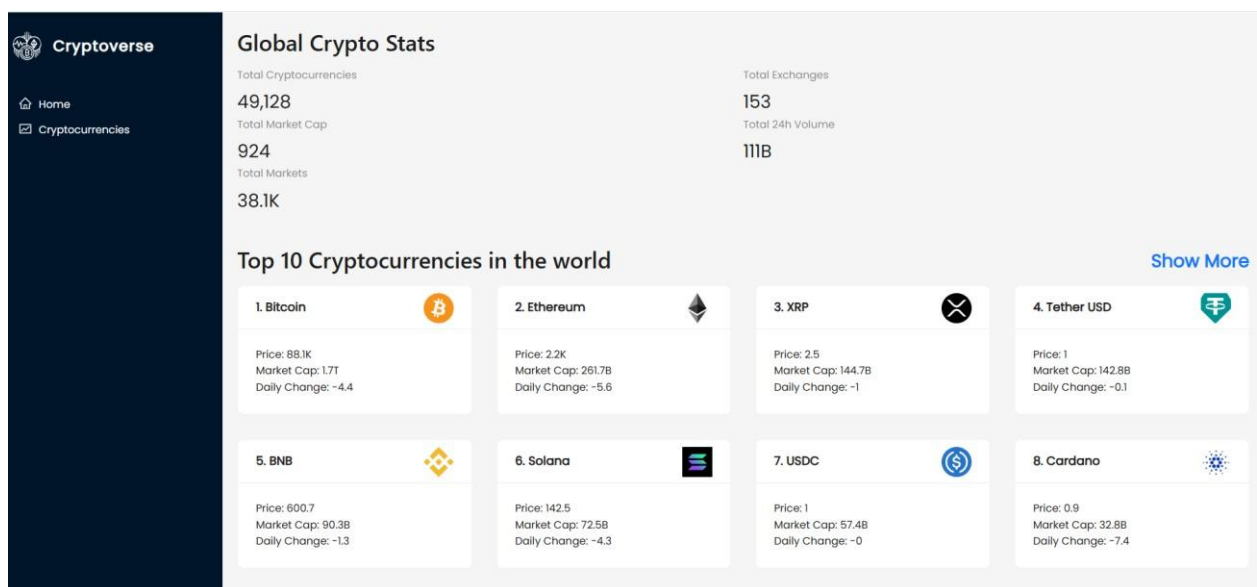 Cryptoverse
Home
Cryptocurrencies
Global Crypto Stats
Total Cryptocurrencies
49,128
Total Exchanges
153
Total Market Cap
924
Total 24h Volume
111B
Total Markets
38.1K
Top 10 Cryptocurrencies in the world
Show More
1. Bitcoin
Price: 88.1K
Market Cap: 1.7T
Daily Change: -4.4
2. Ethereum
Price: 2.2K
Market Cap: 261.7B
Daily Change: -5.6
3. XRP
Price: 2.5
Market Cap: 144.7B
Daily Change: -1
4. Tether USD
Price: 1
Market Cap: 142.8B
Daily Change: -0.1
5. BNB
Price: 600.7
Market Cap: 90.3B
Daily Change: -1.3
6. Solana
Price: 142.5
Market Cap: 72.5B
Daily Change: -4.3
7. USDC
Price: 1
Market Cap: 57.4B
Daily Change: -0
8. Cardano
Price: 0.9
Market Cap: 32.8B
Daily Change: -7.4